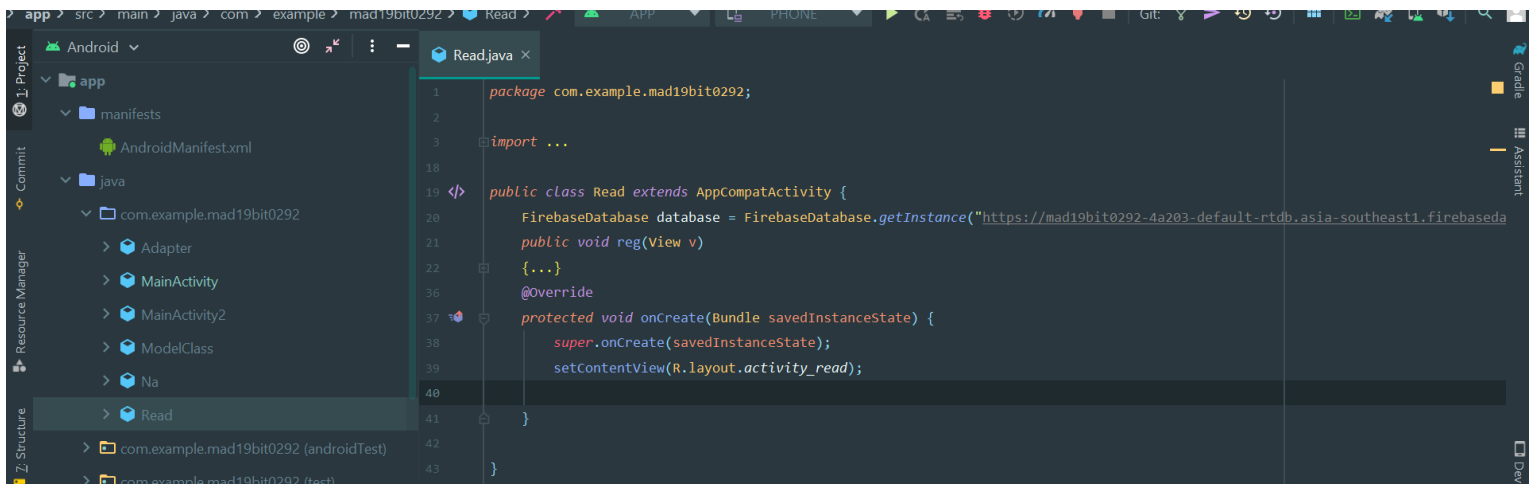 app > src > main > java > com > example > mad19bit0292 > Read > APP PHONE Git:
1: Project
Commit
Resource Manager
7: Structure
Android
app
manifests
AndroidManifest.xml
java
com.example.mad19bit0292
Adapter
MainActivity
MainActivity2
ModelClass
Na
Read
com.example.mad19bit0292 (androidTest)
com.example.mad19bit0292 (test)
Read.java ×
1 package com.example.mad19bit0292;
2
3 import ...
18
19 </> public class Read extends AppCompatActivity {
20 FirebaseDatabase database = FirebaseDatabase.getInstance("https://mad19bit0292-4a203-default-rtdb.asia-southeast1.firebaseda
21 public void reg(View v)
22 {...}
36 @Override
37 protected void onCreate(Bundle savedInstanceState) {
38 super.onCreate(savedInstanceState);
39 setContentView(R.layout.activity_read);
40
41 }
42
43 }
Gradle
Assistant
Dev